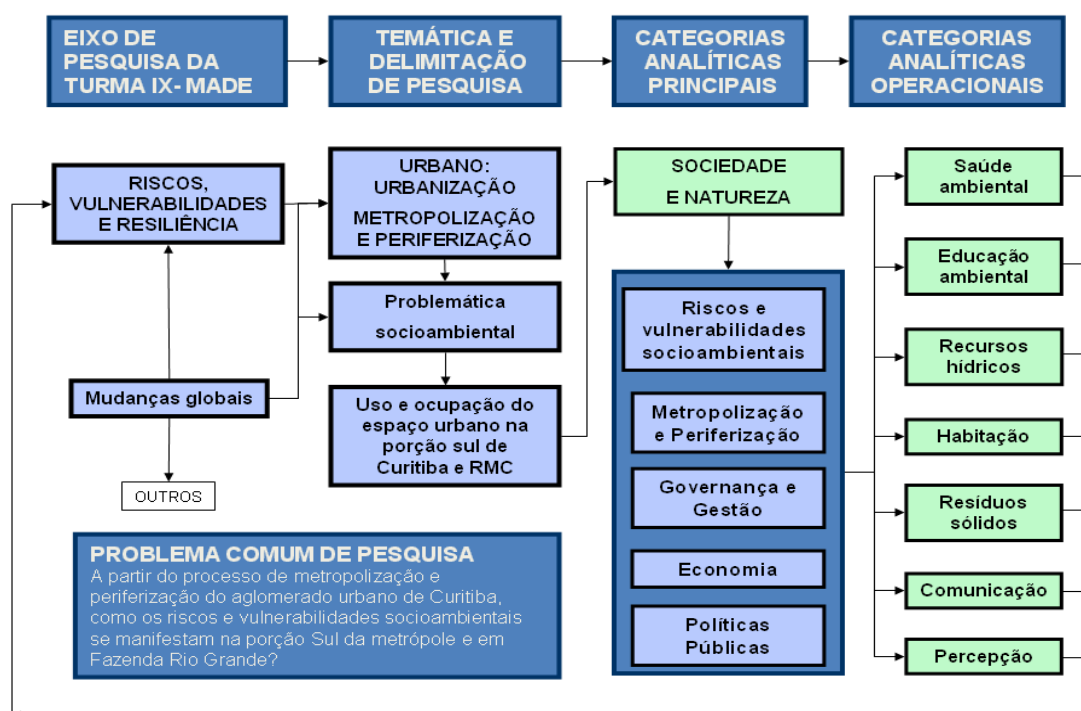 EIXO DE
PESQUISA DA
TURMA IX- MADE
TEMÁTICA E
DELIMITAÇÃO
DE PESQUISA
CATEGORIAS
ANALÍTICAS
PRINCIPAIS
CATEGORIAS
ANALÍTICAS
OPERACIONAIS
RISCOS,
VULNERABILIDADES
E RESILIÊNCIA
Mudanças globais
OUTROS
URBANO:
URBANIZAÇÃO
METROPOLIZAÇÃO
E PERIFERIZAÇÃO
Problemática
socioambiental
Uso e ocupação do
espaço urbano na
porção sul de
Curitiba e RMC
SOCIEDADE
E NATUREZA
Riscos e
vulnerabilidades
socioambientais
Metropolização
e Periferização
Governança e
Gestão
Economia
Políticas
Públicas
Saúde
ambiental
Educação
ambiental
Recursos
hídricos
Habitação
Resíduos
sólidos
Comunicação
Percepção
PROBLEMA COMUM DE PESQUISA
A partir do processo de metropolização e
periferização do aglomerado urbano de Curitiba,
como os riscos e vulnerabilidades socioambientais
se manifestam na porção Sul da metrópole e em
Fazenda Rio Grande?